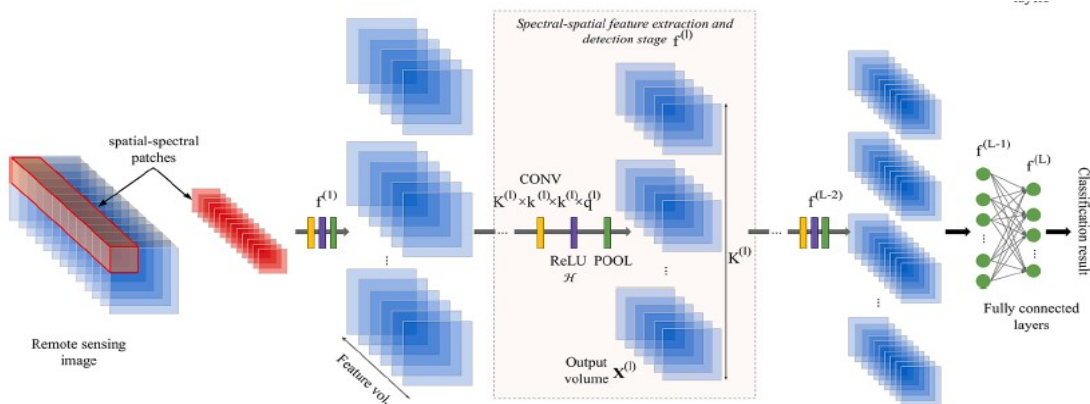 Spectral-spatial feature extraction and
detection stage f(l)
spatial-spectral
patches
f(1)
CONV
K(l)×k(l)×k(l)×q(l)
ReLU
ℋ
POOL
K(l)
f(L-2)
f(L-1)
f(L)
Classification result
Fully connected
layers
Remote sensing
image
Feature vol.
Output
volume X(l)